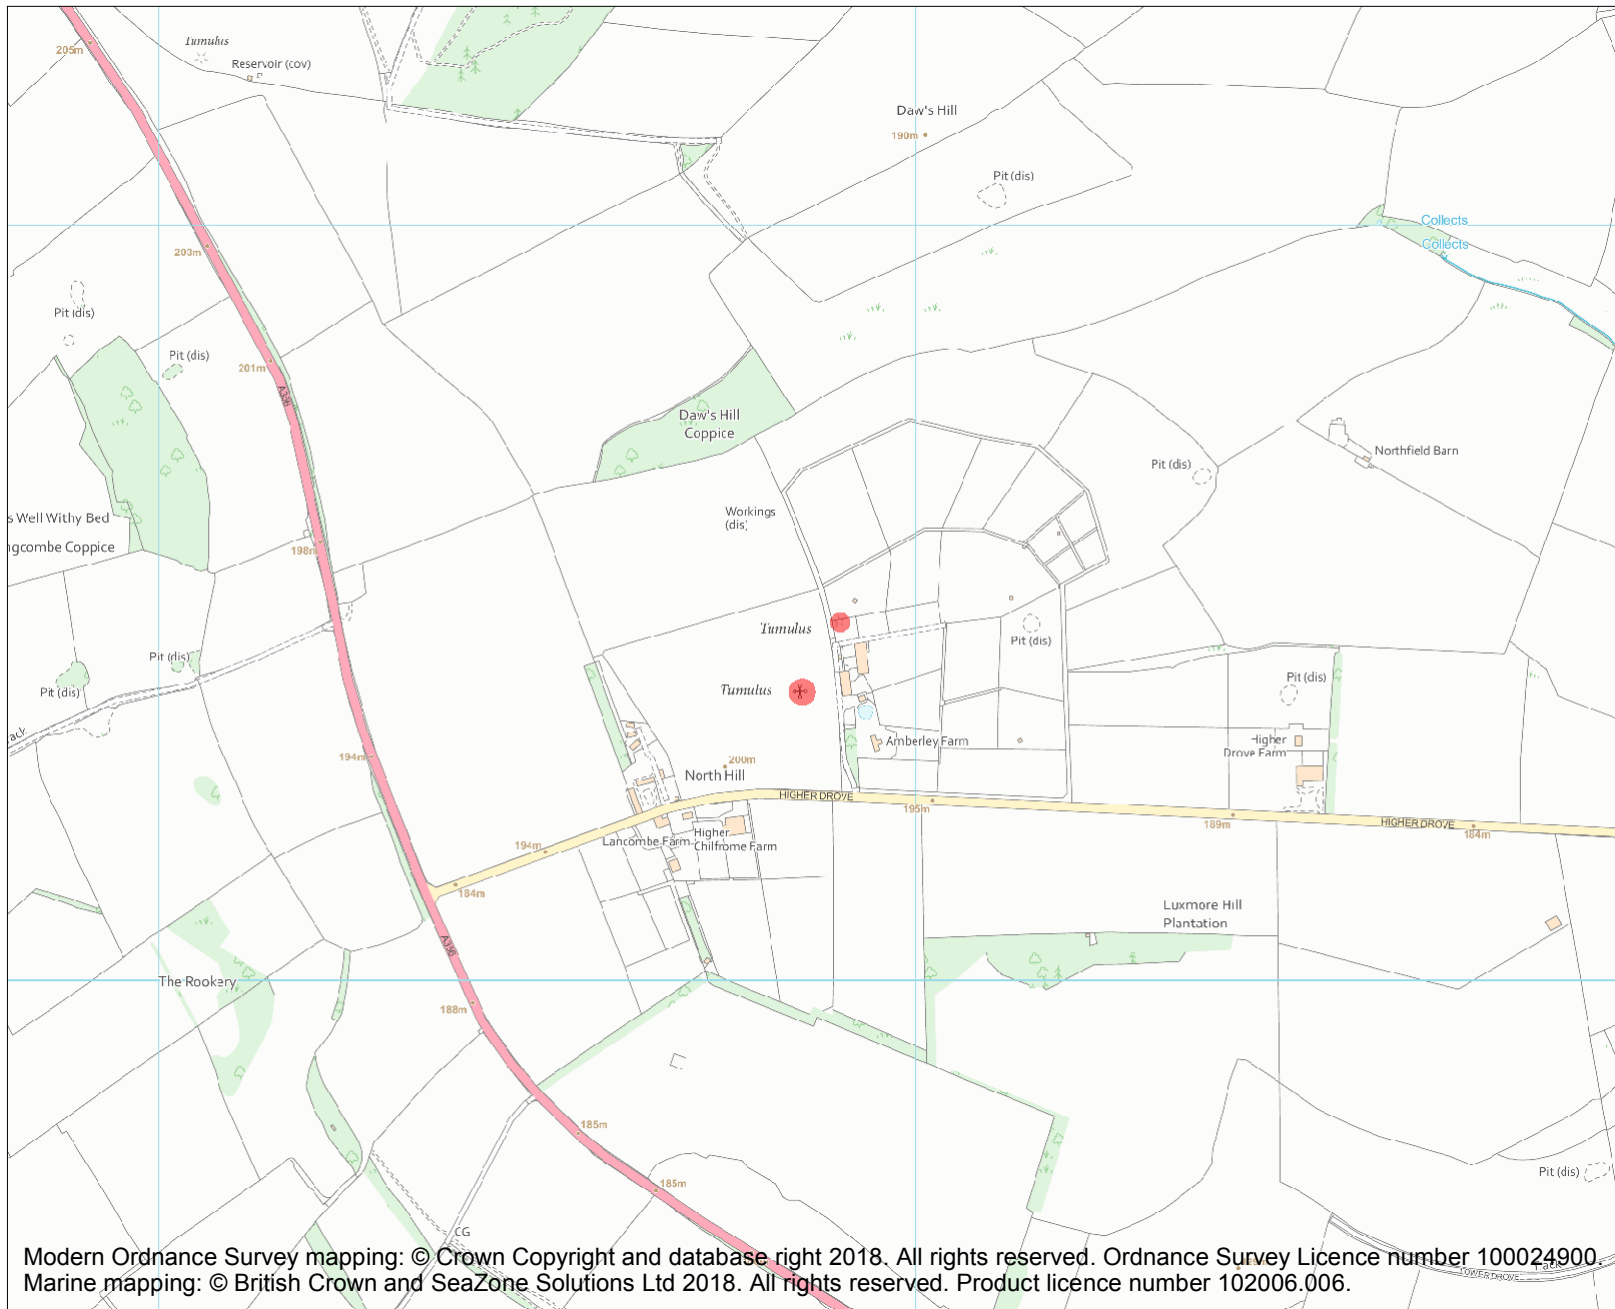 205m
Tumulus
Reservoir (cov)
Daw's Hill
190m
Pit (dis)
Collects
Collects
203m
Pit (dis)
Pit (dis)
201m
A356
Daw's Hill
Coppice
Northfield Barn
Pit (dis)
Workings
(dis)
s Well Withy Bed
ngcombe Coppice
198m
Tumulus
Pit (dis)
Pit (dis)
Pit (dis)
Tumulus
Pit (dis)
ack
Amberley Farm
Higher
Drove Farm
194m
200m
North Hill
HIGHER DROVE
195m
189m
HIGHER DROVE
184m
Lancombe Farm
Higher
Chilfrome Farm
194m
184m
Luxmore Hill
Plantation
A356
The Rookery
188m
185m
185m
Pit (dis)
CG
Modern Ordnance Survey mapping: © Crown Copyright and database right 2018. All rights reserved. Ordnance Survey Licence number 100024900.
Marine mapping: © British Crown and SeaZone Solutions Ltd 2018. All rights reserved. Product licence number 102006.006.